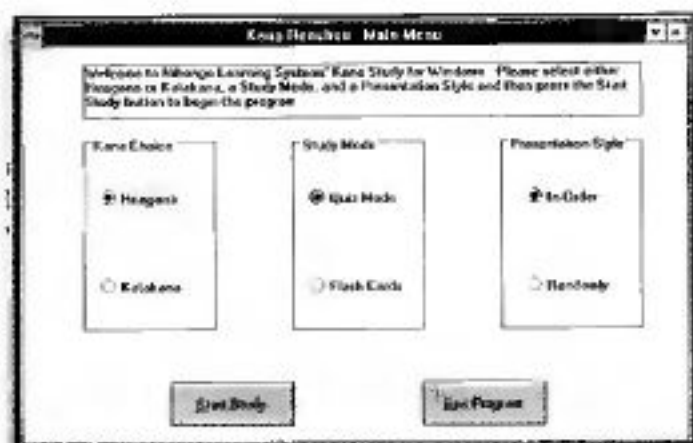 Kana Renshuu Main Menu
Welcome to Nihongo Learning Systems' Kana Study for Windows. Please select either
Hiragana or Katakana, a Study Mode, and a Presentation Style and then press the Start
Study button to begin the program
Kana Choice
Study Mode
Presentation Style
Hiragana
Quiz Mode
In-Order
Katakana
Flash Cards
Randomly
Start Study
Exit Program